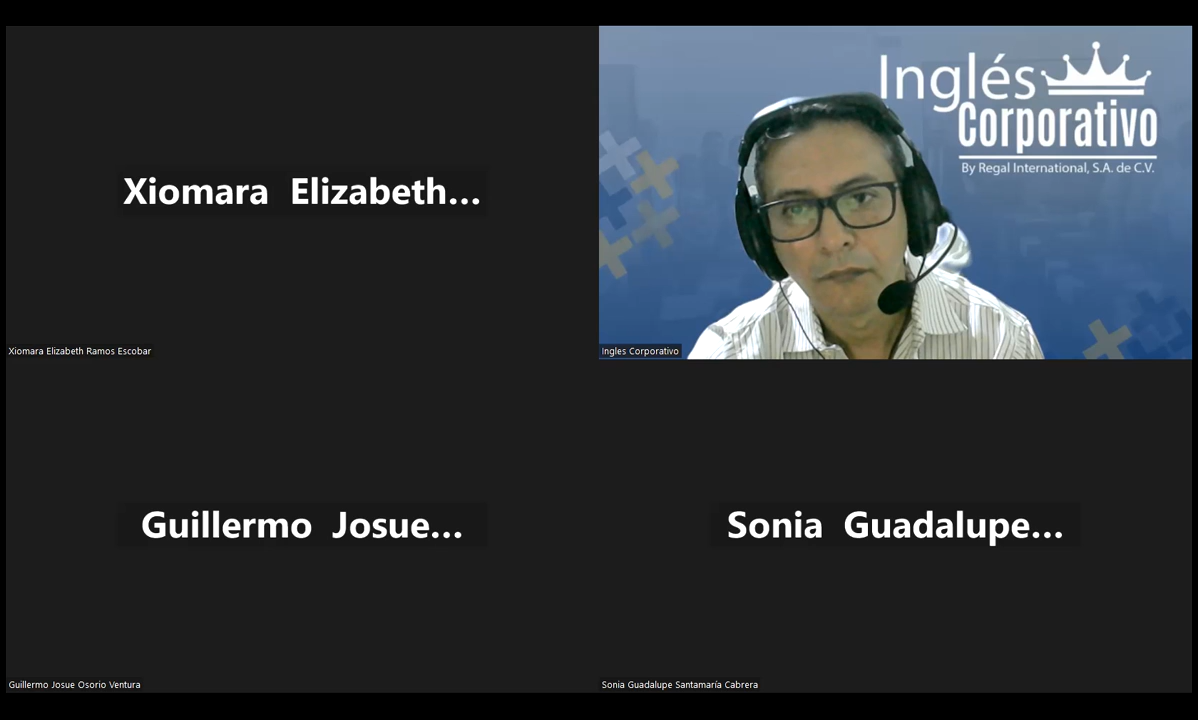 Xiomara Elizabeth...
Xiomara Elizabeth Ramos Escobar
Inglés
Corporativo
By Regal International, S.A. de C.V.
Ingles Corporativo
Guillermo Josue...
Guillermo Josue Osorio Ventura
Sonia Guadalupe...
Sonia Guadalupe Santamaría Cabrera